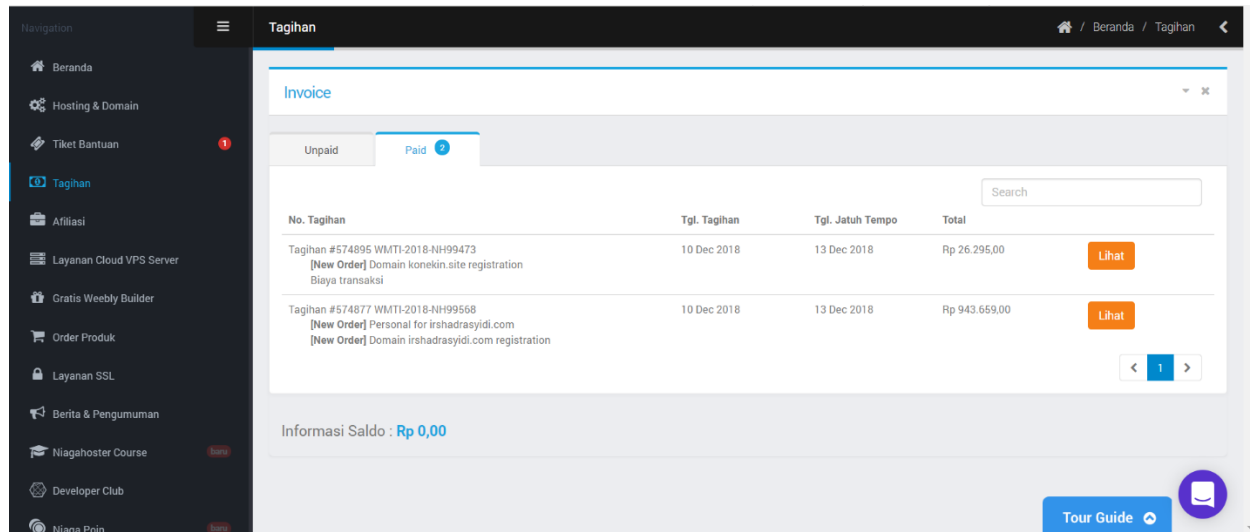 Navigation
Beranda
Hosting & Domain
Tiket Bantuan 1
Tagihan
Afiliasi
Layanan Cloud VPS Server
Gratis Weebly Builder
Order Produk
Layanan SSL
Berita & Pengumuman
Niagahoster Course baru
Developer Club
Niaga Poin baru
Tagihan
/ Beranda / Tagihan
Invoice
Unpaid
Paid 2
Search
No. Tagihan Tgl. Tagihan Tgl. Jatuh Tempo Total
Tagihan #574895 WMTI-2018-NH99473 10 Dec 2018 13 Dec 2018 Rp 26.295,00 Lihat
[New Order] Domain konekin.site registration
Biaya transaksi
Tagihan #574877 WMTI-2018-NH99568 10 Dec 2018 13 Dec 2018 Rp 943.659,00 Lihat
[New Order] Personal for irshadrasyidi.com
[New Order] Domain irshadrasyidi.com registration
1
Informasi Saldo : Rp 0,00
Tour Guide